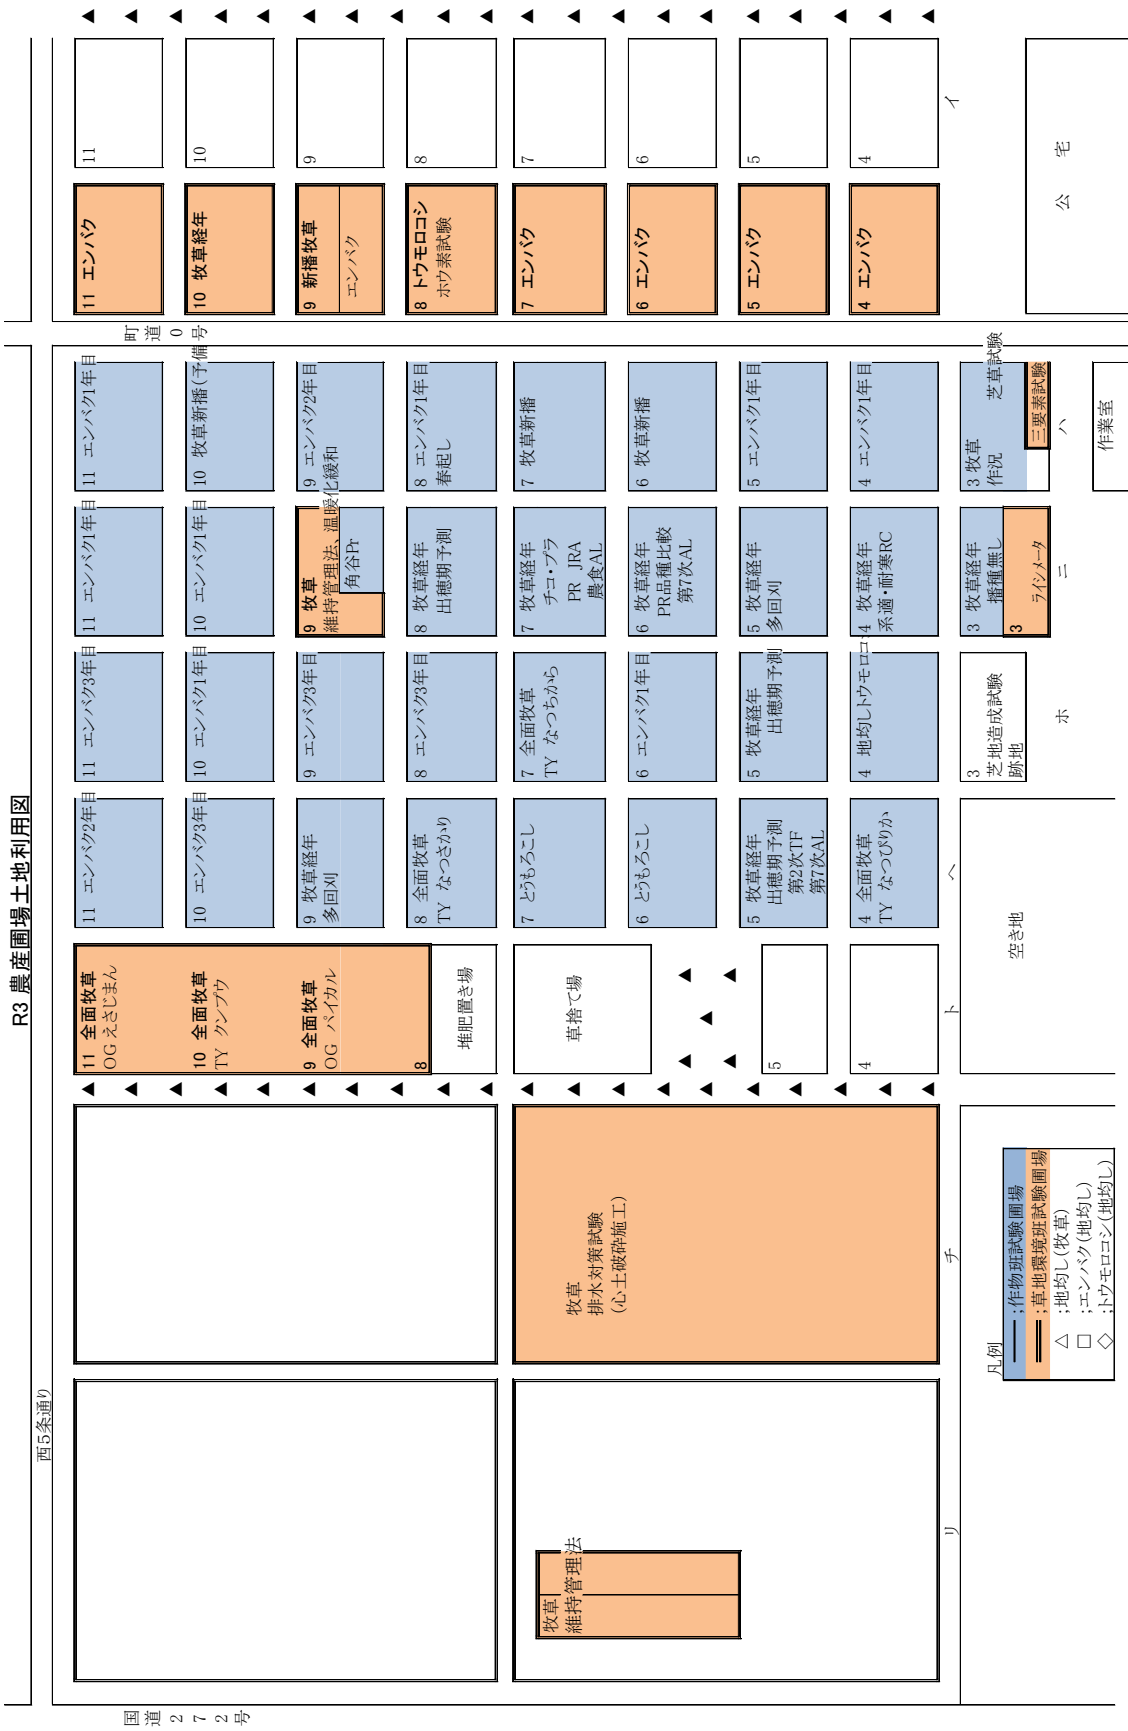 R3 農産圃場土地利用図
西5条通り
国道272号
町道0号
11
10
9
8
7
6
5
4
イ
11 エンバク
10 牧草経年
9 新播牧草
エンバク
8 トウモロコシ
ホウ素試験
7 エンバク
6 エンバク
5 エンバク
4 エンバク
公 宅
11 エンバク1年目
10 牧草新播(予備
9 エンバク2年目
8 エンバク1年目
春起し
7 牧草新播
6 牧草新播
5 エンバク1年目
4 エンバク1年目
3 牧草
作況
芝草試験
三要素試験
ハ
作業室
11 エンバク1年目
10 エンバク1年目
9 牧草
維持管理法、温暖化緩和
角谷Pr
8 牧草経年
出穂期予測
7 牧草経年
チコ・プラ
PR JRA
農食AL
6 牧草経年
PR品種比較
第7次AL
5 牧草経年
多回刈
4 牧草経年
系適・耐寒RC
3 牧草経年
播種無し
3
ライシメータ
ニ
11 エンバク3年目
10 エンバク1年目
9 エンバク3年目
8 エンバク3年目
7 全面牧草
TY なつちから
6 エンバク1年目
5 牧草経年
出穂期予測
4 地均しトウモロコシ
3
芝地造成試験
跡地
ホ
11 エンバク2年目
10 エンバク3年目
9 牧草経年
多回刈
8 全面牧草
TY なつさかり
7 とうもろこし
6 とうもろこし
5 牧草経年
出穂期予測
第2次TF
第7次AL
4 全面牧草
TY なつぴりか
ヘ
11 全面牧草
OG えさじまん
10 全面牧草
TY クンプウ
9 全面牧草
OG バイカル
8
堆肥置き場
草捨て場
5
4
ト
空き地
牧草
排水対策試験
(心土破砕施工)
チ
牧草
維持管理法
リ
凡例
;作物班試験圃場
;草地環境班試験圃場
△ ;地均し(牧草)
□ ;エンバク(地均し)
◇ ;トウモロコシ(地均し)